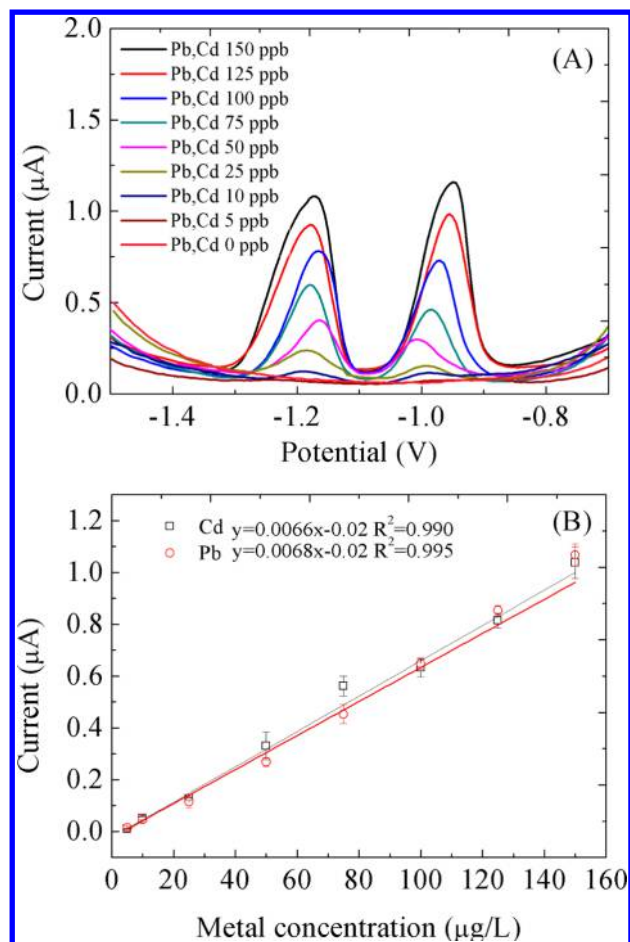 (A)
Pb,Cd 150 ppb
Pb,Cd 125 ppb
Pb,Cd 100 ppb
Pb,Cd 75 ppb
Pb,Cd 50 ppb
Pb,Cd 25 ppb
Pb,Cd 10 ppb
Pb,Cd 5 ppb
Pb,Cd 0 ppb
2.0
1.5
1.0
0.5
0.0
Current (μA)
-1.4 -1.2 -1.0 -0.8
Potential (V)
(B)
Cd y=0.0066x-0.02 R²=0.990
Pb y=0.0068x-0.02 R²=0.995
1.2
1.0
0.8
0.6
0.4
0.2
0.0
Current (μA)
0 20 40 60 80 100 120 140 160
Metal concentration (μg/L)